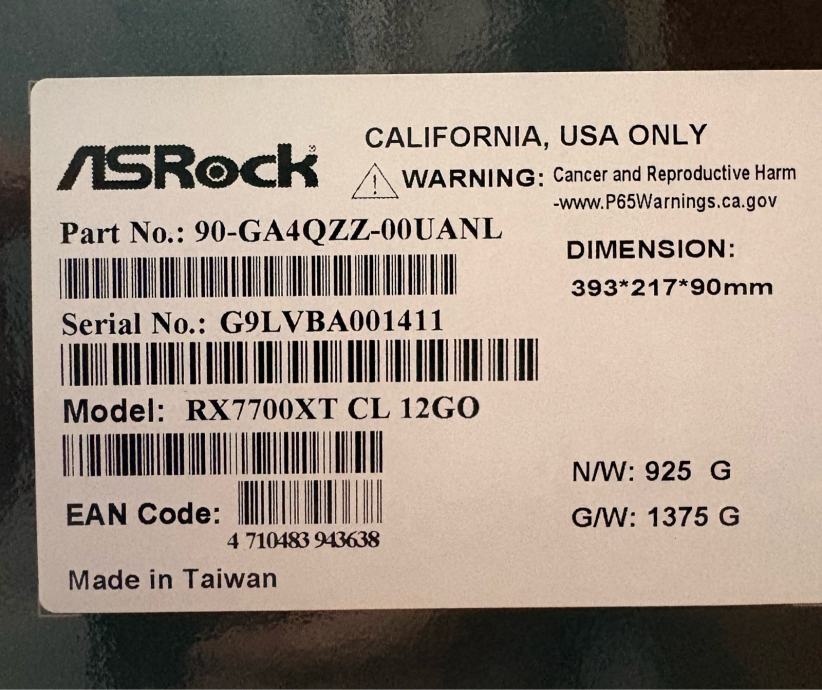 ASRock®
CALIFORNIA, USA ONLY
WARNING: Cancer and Reproductive Harm
-www.P65Warnings.ca.gov
Part No.: 90-GA4QZZ-00UANL
DIMENSION:
393*217*90mm
Serial No.: G9LVBA001411
Model: RX7700XT CL 12GO
N/W: 925 G
EAN Code:
G/W: 1375 G
4 710483 943638
Made in Taiwan